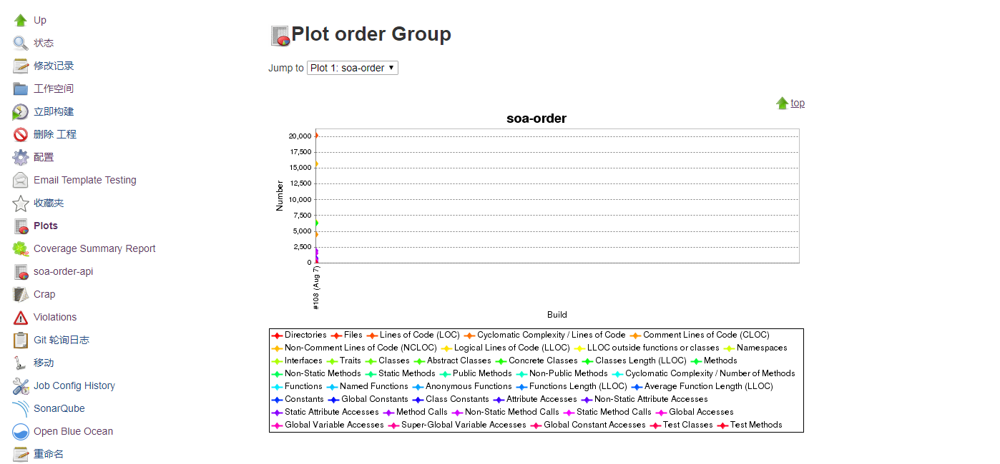 Up
状态
修改记录
工作空间
立即构建
删除 工程
配置
Email Template Testing
收藏夹
Plots
Coverage Summary Report
soa-order-api
Crap
Violations
Git 轮询日志
移动
Job Config History
SonarQube
Open Blue Ocean
重命名
Plot order Group
Jump to Plot 1: soa-order
top
soa-order
20,000
17,500
15,000
12,500
10,000
7,500
5,000
2,500
0
Number
#108 (Aug 7)
Build
Directories Files Lines of Code (LOC) Cyclomatic Complexity / Lines of Code Comment Lines of Code (CLOC)
Non-Comment Lines of Code (NCLOC) Logical Lines of Code (LLOC) LLOC outside functions or classes Namespaces
Interfaces Traits Classes Abstract Classes Concrete Classes Classes Length (LLOC) Methods
Non-Static Methods Static Methods Public Methods Non-Public Methods Cyclomatic Complexity / Number of Methods
Functions Named Functions Anonymous Functions Functions Length (LLOC) Average Function Length (LLOC)
Constants Global Constants Class Constants Attribute Accesses Non-Static Attribute Accesses
Static Attribute Accesses Method Calls Non-Static Method Calls Static Method Calls Global Accesses
Global Variable Accesses Super-Global Variable Accesses Global Constant Accesses Test Classes Test Methods